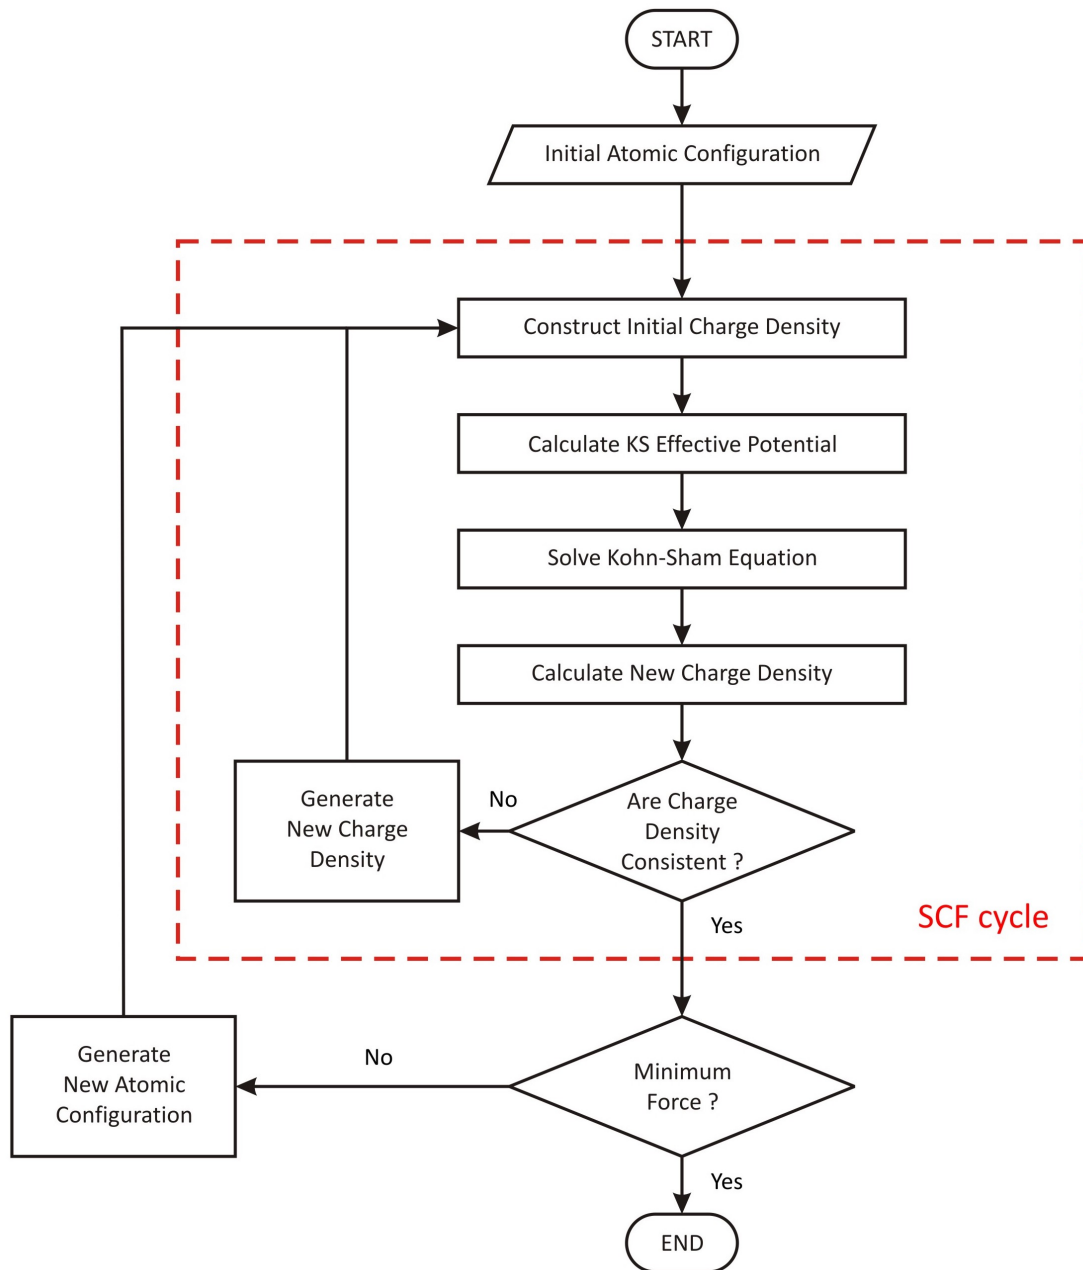 START
Initial Atomic Configuration
Construct Initial Charge Density
Calculate KS Effective Potential
Solve Kohn-Sham Equation
Calculate New Charge Density
Generate
New Charge
Density
No
Are Charge
Density
Consistent ?
Yes
SCF cycle
Generate
New Atomic
Configuration
No
Minimum
Force ?
Yes
END